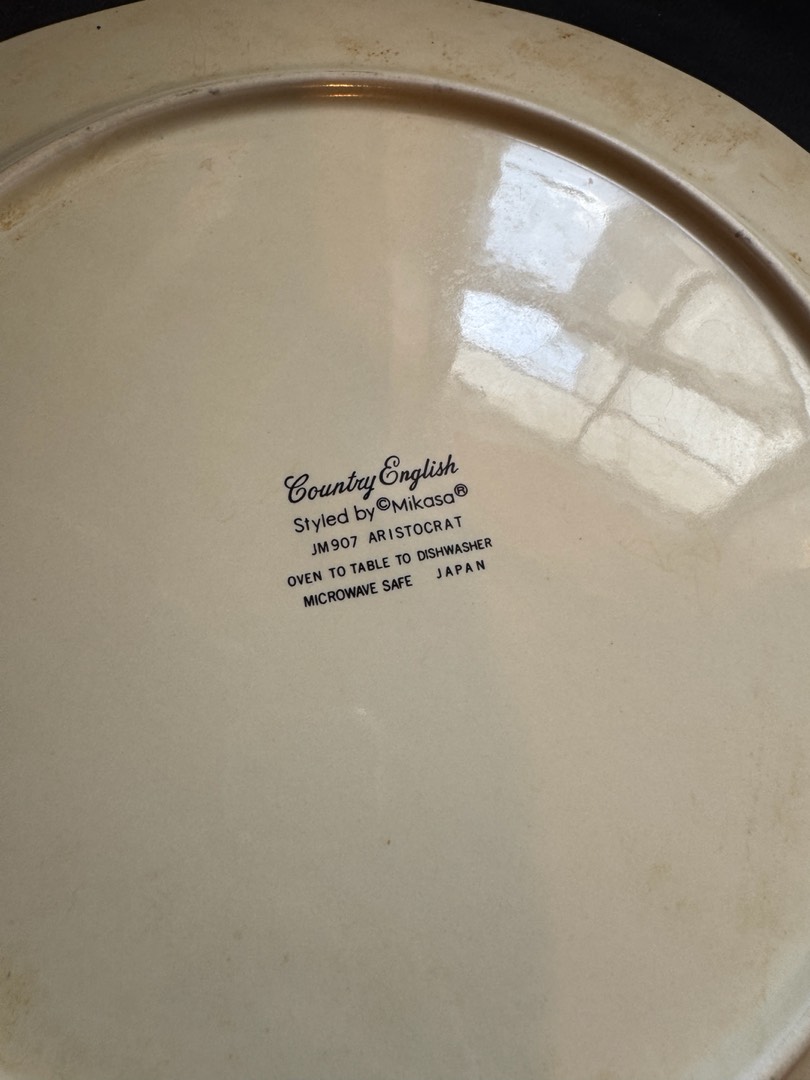 Country English
Styled by ©Mikasa®
JM907 ARISTOCRAT
OVEN TO TABLE TO DISHWASHER
MICROWAVE SAFE JAPAN